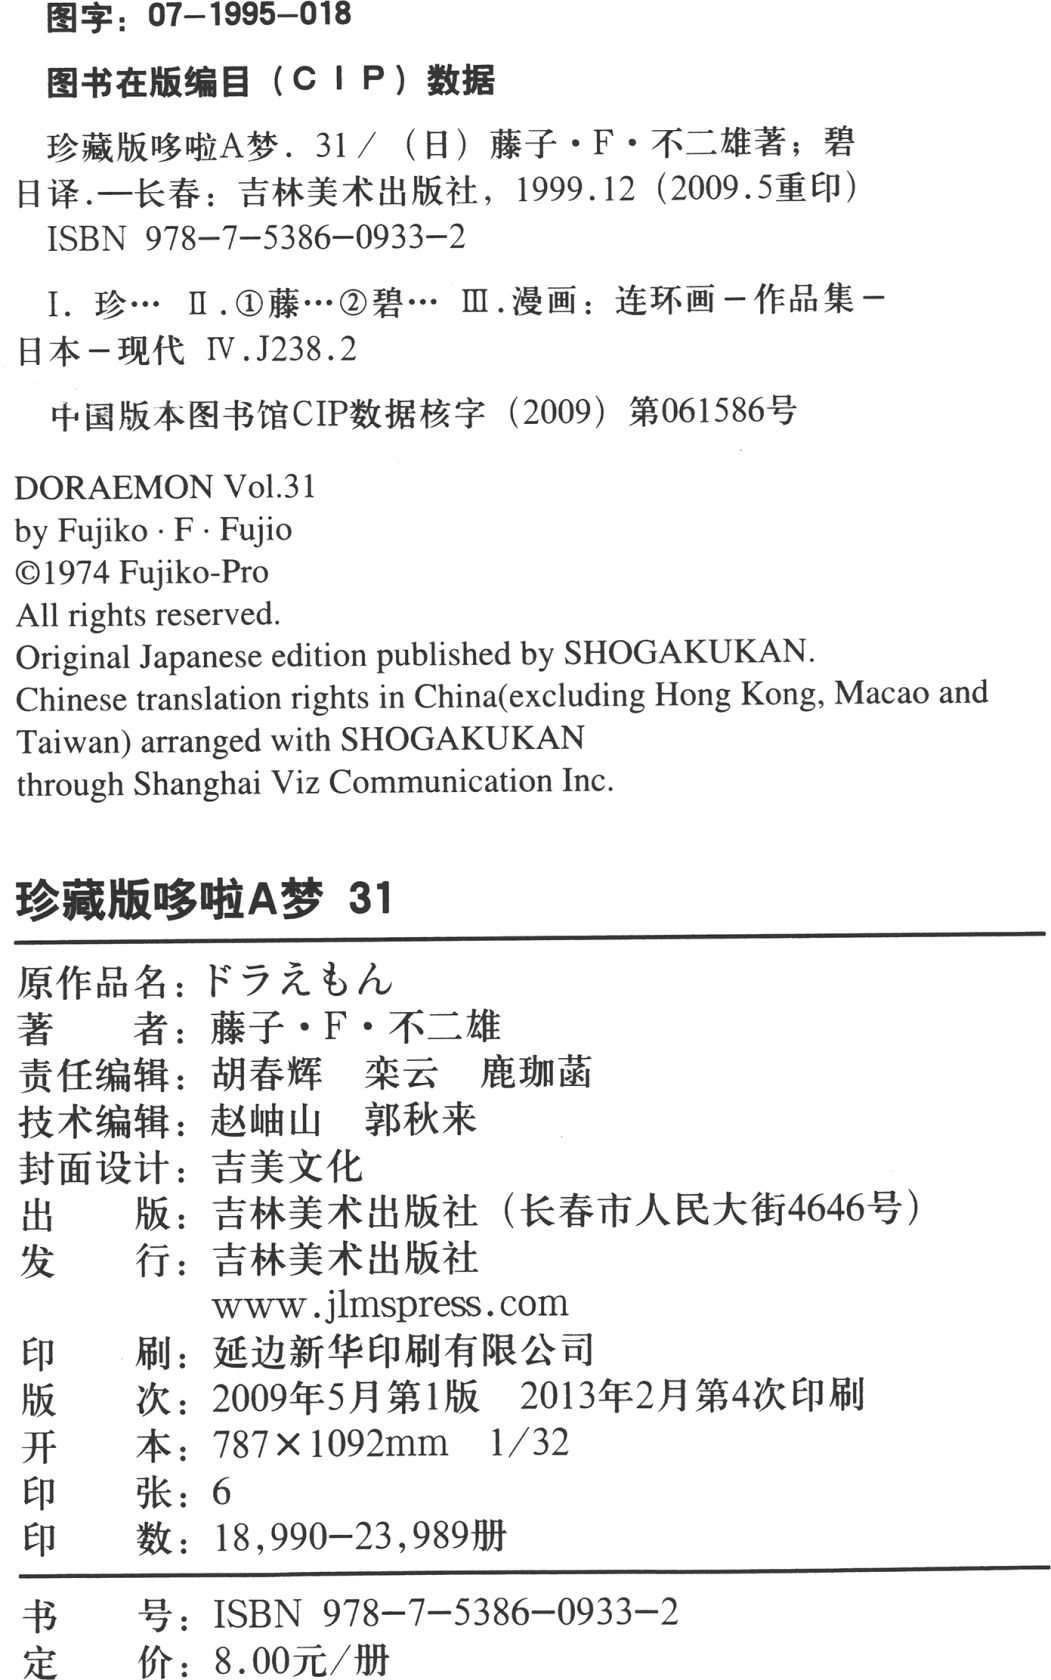 图字：07-1995-018
图书在版编目（CIP）数据
珍藏版哆啦A梦．31／（日）藤子・F・不二雄著；碧
日译.—长春：吉林美术出版社，1999.12（2009.5重印）
ISBN 978-7-5386-0933-2
Ⅰ．珍… Ⅱ.①藤…②碧… Ⅲ.漫画：连环画－作品集－
日本－现代 Ⅳ.J238.2
中国版本图书馆CIP数据核字（2009）第061586号
DORAEMON Vol.31
by Fujiko · F · Fujio
©1974 Fujiko-Pro
All rights reserved.
Original Japanese edition published by SHOGAKUKAN.
Chinese translation rights in China(excluding Hong Kong, Macao and
Taiwan) arranged with SHOGAKUKAN
through Shanghai Viz Communication Inc.
珍藏版哆啦A梦 31
原作品名：ドラえもん
著 者：藤子・F・不二雄
责任编辑：胡春辉 栾云 鹿珈菡
技术编辑：赵岫山 郭秋来
封面设计：吉美文化
出 版：吉林美术出版社（长春市人民大街4646号）
发 行：吉林美术出版社
www.jlmspress.com
印 刷：延边新华印刷有限公司
版 次：2009年5月第1版 2013年2月第4次印刷
开 本：787×1092mm 1/32
印 张：6
印 数：18,990-23,989册
书 号：ISBN 978-7-5386-0933-2
定 价：8.00元/册